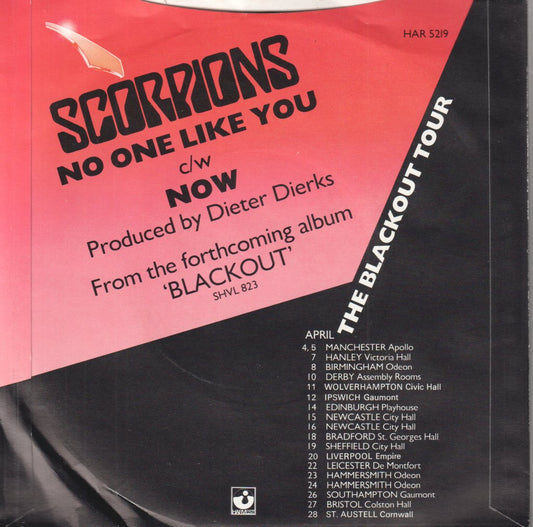 HAR 5219
SCORPIONS
NO ONE LIKE YOU
c/w
NOW
Produced by Dieter Dierks
From the forthcoming album
'BLACKOUT'
SHVL 823
THE BLACKOUT TOUR
APRIL
4, 5 MANCHESTER Apollo
7 HANLEY Victoria Hall
8 BIRMINGHAM Odeon
10 DERBY Assembly Rooms
11 WOLVERHAMPTON Civic Hall
12 IPSWICH Gaumont
14 EDINBURGH Playhouse
15 NEWCASTLE City Hall
16 NEWCASTLE City Hall
18 BRADFORD St. Georges Hall
19 SHEFFIELD City Hall
20 LIVERPOOL Empire
22 LEICESTER De Montfort
23 HAMMERSMITH Odeon
24 HAMMERSMITH Odeon
26 SOUTHAMPTON Gaumont
27 BRISTOL Colston Hall
28 ST. AUSTELL Cornwall
HARVEST